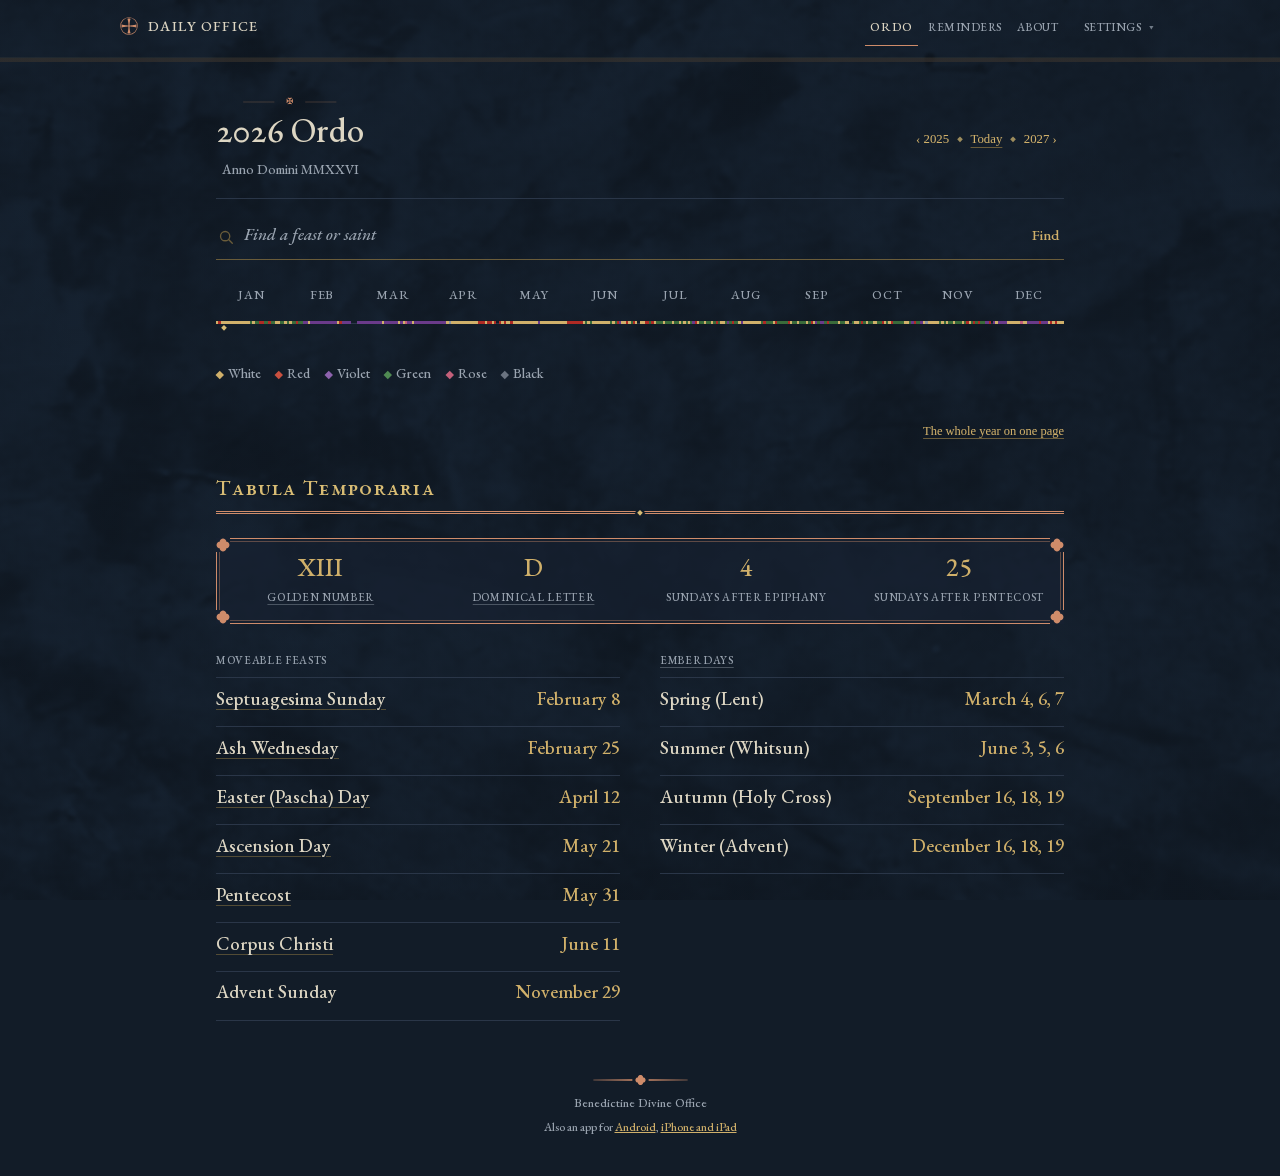 DAILY OFFICE
ORDO REMINDERS ABOUT SETTINGS
2026 Ordo
‹ 2025 Today 2027 ›
Anno Domini MMXXVI
Find a feast or saint Find
JAN FEB MAR APR MAY JUN JUL AUG SEP OCT NOV DEC
White Red Violet Green Rose Black
The whole year on one page
Tabula Temporaria
XIII D 4 25
GOLDEN NUMBER DOMINICAL LETTER SUNDAYS AFTER EPIPHANY SUNDAYS AFTER PENTECOST
MOVEABLE FEASTS
Septuagesima Sunday February 8
Ash Wednesday February 25
Easter (Pascha) Day April 12
Ascension Day May 21
Pentecost May 31
Corpus Christi June 11
Advent Sunday November 29
EMBER DAYS
Spring (Lent) March 4, 6, 7
Summer (Whitsun) June 3, 5, 6
Autumn (Holy Cross) September 16, 18, 19
Winter (Advent) December 16, 18, 19
Benedictine Divine Office
Also an app for Android, iPhone and iPad